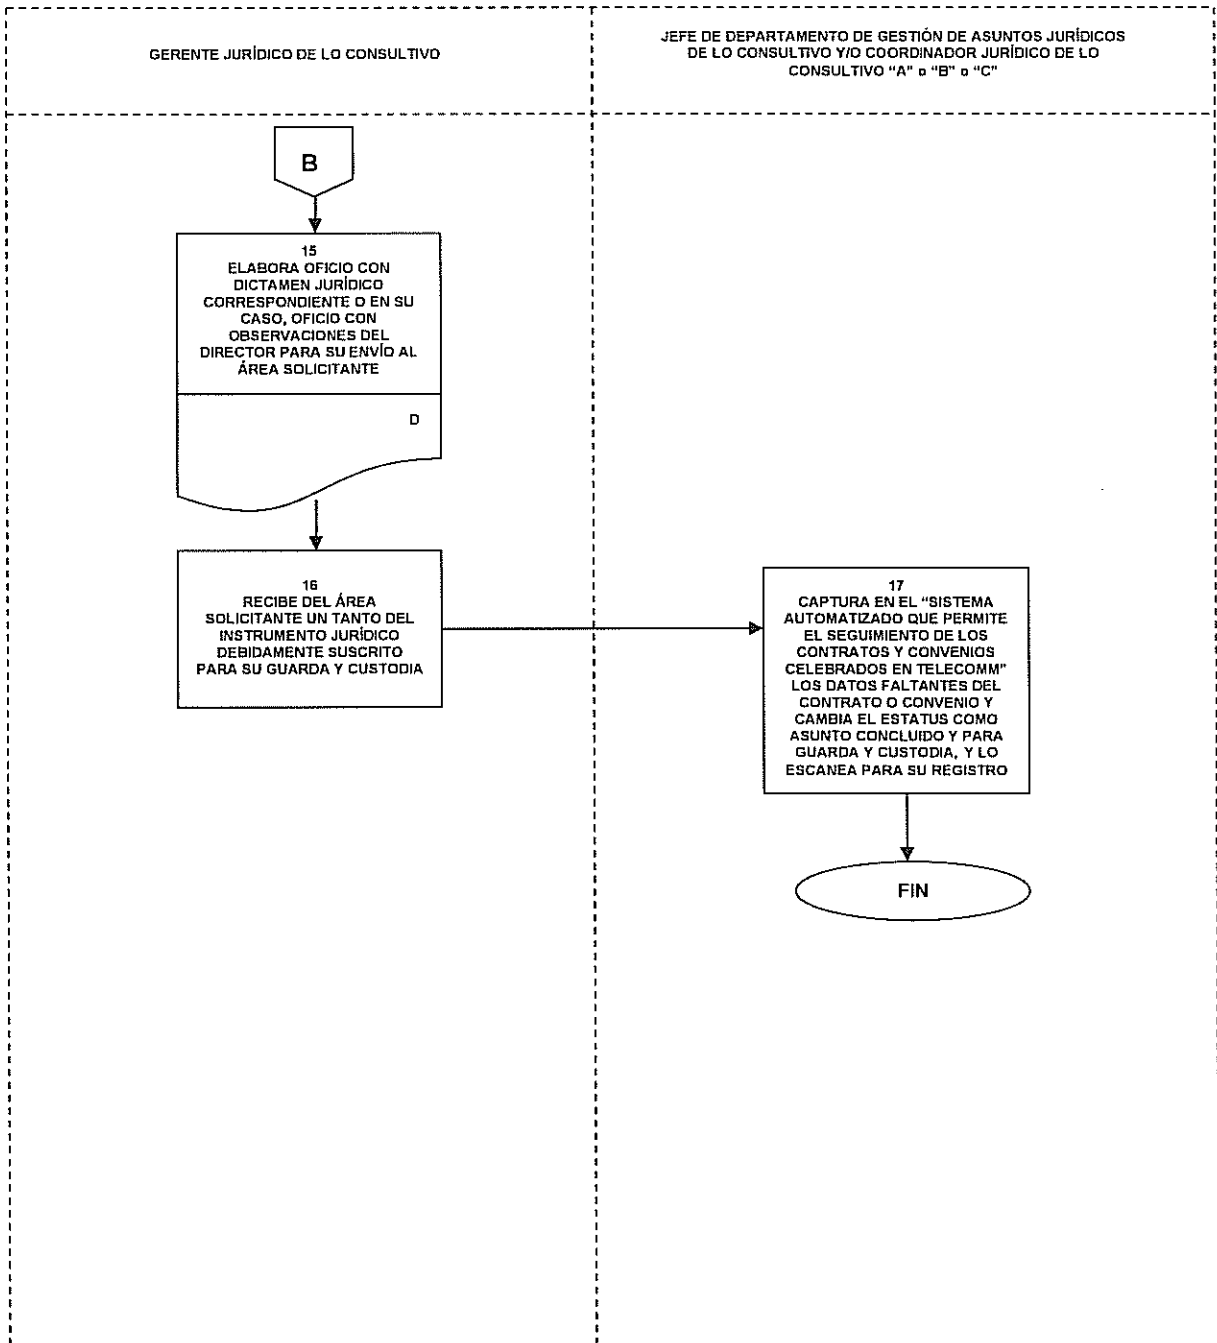 GERENTE JURÍDICO DE LO CONSULTIVO
JEFE DE DEPARTAMENTO DE GESTIÓN DE ASUNTOS JURÍDICOS
DE LO CONSULTIVO Y/O COORDINADOR JURÍDICO DE LO
CONSULTIVO "A" o "B" o "C"
B
15
ELABORA OFICIO CON
DICTAMEN JURÍDICO
CORRESPONDIENTE O EN SU
CASO, OFICIO CON
OBSERVACIONES DEL
DIRECTOR PARA SU ENVÍO AL
ÁREA SOLICITANTE
D
16
RECIBE DEL ÁREA
SOLICITANTE UN TANTO DEL
INSTRUMENTO JURÍDICO
DEBIDAMENTE SUSCRITO
PARA SU GUARDA Y CUSTODIA
17
CAPTURA EN EL "SISTEMA
AUTOMATIZADO QUE PERMITE
EL SEGUIMIENTO DE LOS
CONTRATOS Y CONVENIOS
CELEBRADOS EN TELECOMM"
LOS DATOS FALTANTES DEL
CONTRATO O CONVENIO Y
CAMBIA EL ESTATUS COMO
ASUNTO CONCLUIDO Y PARA
GUARDA Y CUSTODIA, Y LO
ESCANEA PARA SU REGISTRO
FIN